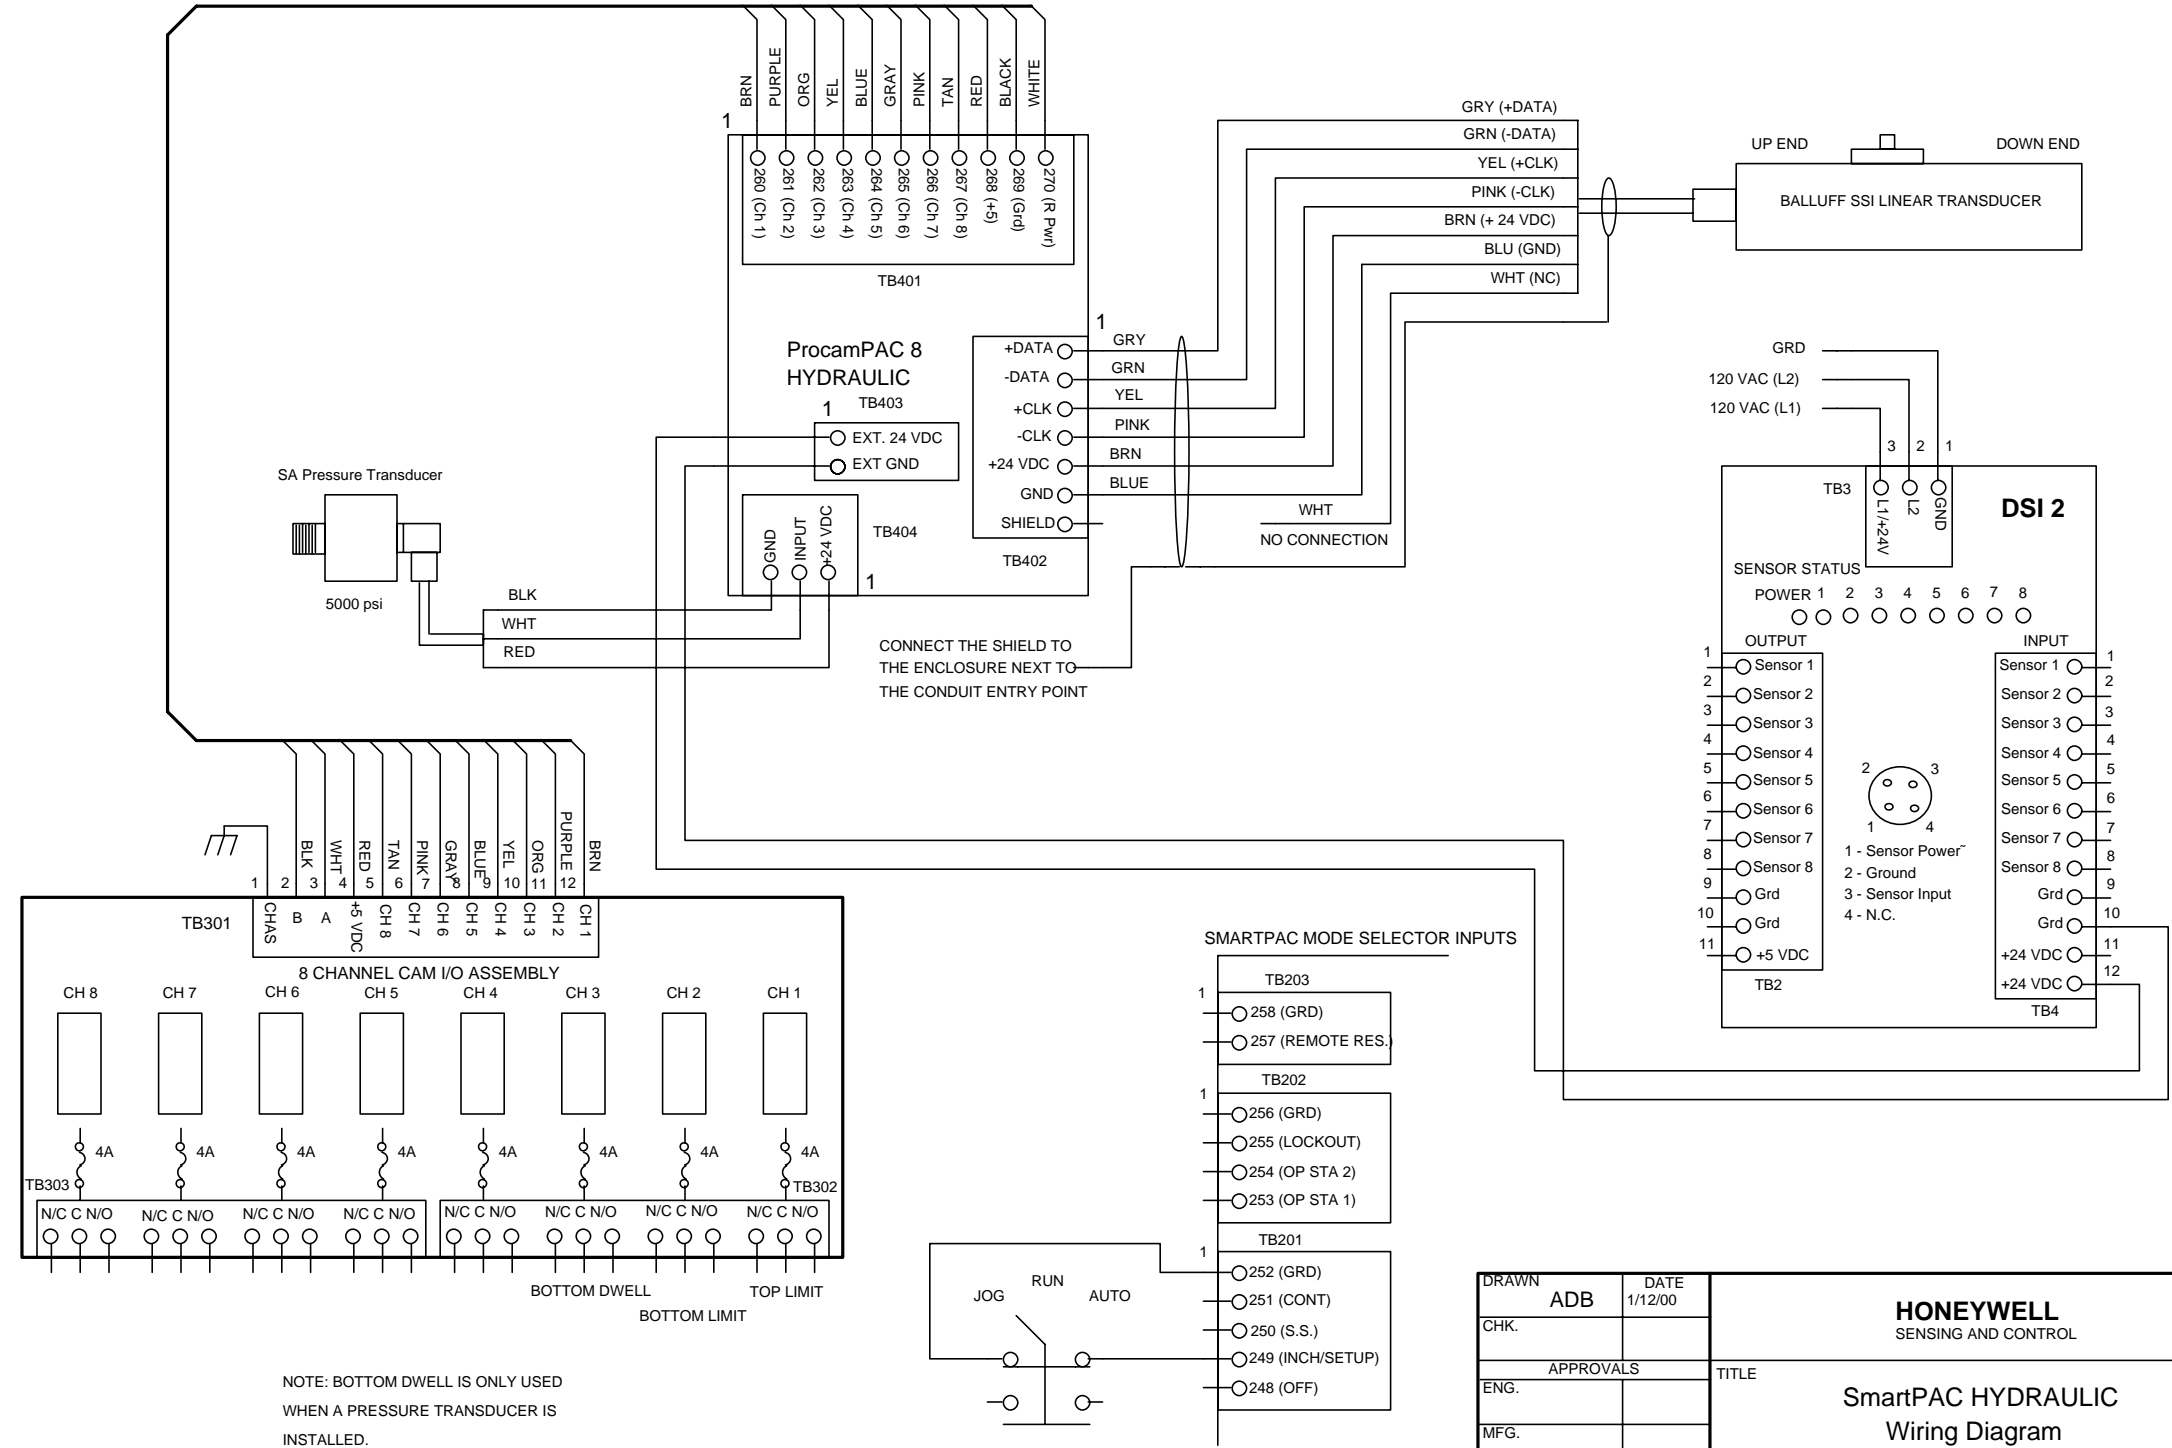 BRN
PURPLE
ORG
YEL
BLUE
GRAY
PINK
TAN
RED
BLACK
WHITE
1
260 (Ch 1)
261 (Ch 2)
262 (Ch 3)
263 (Ch 4)
264 (Ch 5)
265 (Ch 6)
266 (Ch 7)
267 (Ch 8)
268 (+5)
269 (Grd)
270 (R Pwr)
TB401
ProcamPAC 8
HYDRAULIC
1
TB403
EXT. 24 VDC
EXT GND
GND
INPUT
+24 VDC
TB404
1
1
+DATA
-DATA
+CLK
-CLK
+24 VDC
GND
SHIELD
TB402
GRY
GRN
YEL
PINK
BRN
BLUE
GRY (+DATA)
GRN (-DATA)
YEL (+CLK)
PINK (-CLK)
BRN (+ 24 VDC)
BLU (GND)
WHT (NC)
WHT
NO CONNECTION
UP END
DOWN END
BALLUFF SSI LINEAR TRANSDUCER
SA Pressure Transducer
5000 psi
BLK
WHT
RED
CONNECT THE SHIELD TO
THE ENCLOSURE NEXT TO
THE CONDUIT ENTRY POINT
GRD
120 VAC (L2)
120 VAC (L1)
3 2 1
TB3
L1/+24V
L2
GND
DSI 2
SENSOR STATUS
POWER 1 2 3 4 5 6 7 8
OUTPUT
1 Sensor 1
2 Sensor 2
3 Sensor 3
4 Sensor 4
5 Sensor 5
6 Sensor 6
7 Sensor 7
8 Sensor 8
9 Grd
10 Grd
11 +5 VDC
TB2
2 3
1 4
1 - Sensor Power˜
2 - Ground
3 - Sensor Input
4 - N.C.
INPUT
Sensor 1 1
Sensor 2 2
Sensor 3 3
Sensor 4 4
Sensor 5 5
Sensor 6 6
Sensor 7 7
Sensor 8 8
Grd 9
Grd 10
+24 VDC 11
+24 VDC 12
TB4
BLK
WHT
RED
TAN
PINK
GRAY
BLUE
YEL
ORG
PURPLE
BRN
1 2 3 4 5 6 7 8 9 10 11 12
TB301
CHAS
B
A
+5 VDC
CH 8
CH 7
CH 6
CH 5
CH 4
CH 3
CH 2
CH 1
8 CHANNEL CAM I/O ASSEMBLY
CH 8 CH 7 CH 6 CH 5 CH 4 CH 3 CH 2 CH 1
4A 4A 4A 4A 4A 4A 4A 4A
TB303 TB302
N/C C N/O N/C C N/O N/C C N/O N/C C N/O N/C C N/O N/C C N/O N/C C N/O N/C C N/O
BOTTOM DWELL
BOTTOM LIMIT
TOP LIMIT
NOTE: BOTTOM DWELL IS ONLY USED
WHEN A PRESSURE TRANSDUCER IS
INSTALLED.
SMARTPAC MODE SELECTOR INPUTS
TB203
1
258 (GRD)
257 (REMOTE RES.)
TB202
1
256 (GRD)
255 (LOCKOUT)
254 (OP STA 2)
253 (OP STA 1)
TB201
1
252 (GRD)
251 (CONT)
250 (S.S.)
249 (INCH/SETUP)
248 (OFF)
JOG
RUN
AUTO
DRAWN
ADB
DATE
1/12/00
CHK.
APPROVALS
ENG.
MFG.
HONEYWELL
SENSING AND CONTROL
TITLE
SmartPAC HYDRAULIC
Wiring Diagram